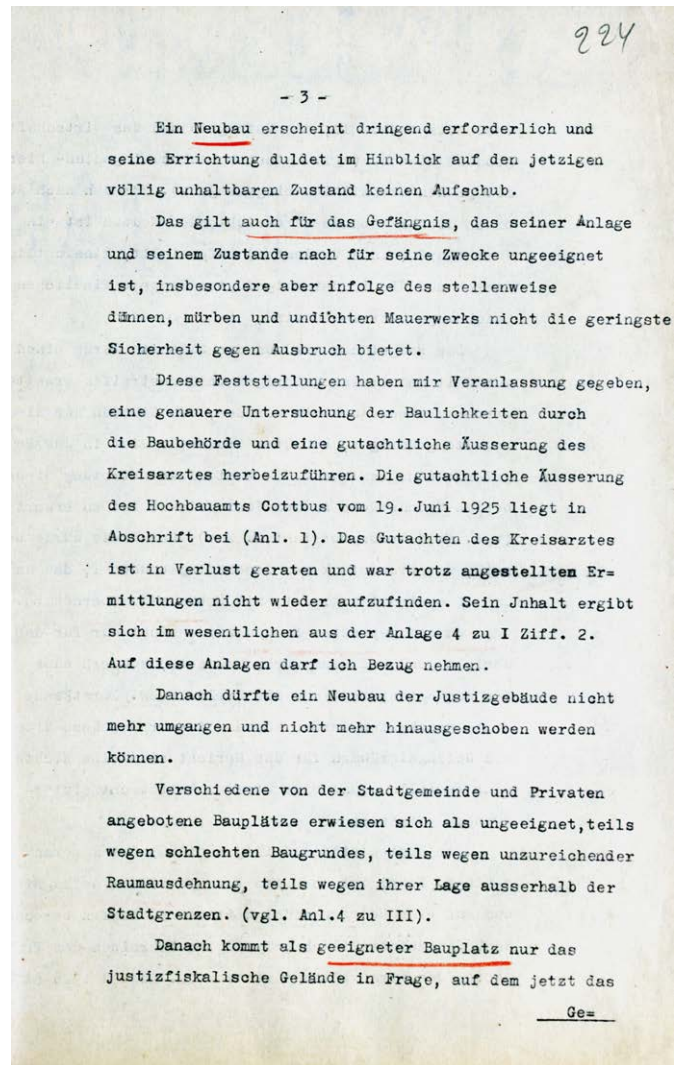 224
- 3 -
Ein Neubau erscheint dringend erforderlich und
seine Errichtung duldet im Hinblick auf den jetzigen
völlig unhaltbaren Zustand keinen Aufschub.
Das gilt auch für das Gefängnis, das seiner Anlage
und seinem Zustande nach für seine Zwecke ungeeignet
ist, insbesondere aber infolge des stellenweise
dünnen, mürben und undichten Mauerwerks nicht die geringste
Sicherheit gegen Ausbruch bietet.
Diese Feststellungen haben mir Veranlassung gegeben,
eine genauere Untersuchung der Baulichkeiten durch
die Baubehörde und eine gutachtliche Äusserung des
Kreisarztes herbeizuführen. Die gutachtliche Äusserung
des Hochbauamts Cottbus vom 19. Juni 1925 liegt in
Abschrift bei (Anl. 1). Das Gutachten des Kreisarztes
ist in Verlust geraten und war trotz angestellten Er=
mittlungen nicht wieder aufzufinden. Sein Jnhalt ergibt
sich im wesentlichen aus der Anlage 4 zu I Ziff. 2.
Auf diese Anlagen darf ich Bezug nehmen.
Danach dürfte ein Neubau der Justizgebäude nicht
mehr umgangen und nicht mehr hinausgeschoben werden
können.
Verschiedene von der Stadtgemeinde und Privaten
angebotene Bauplätze erwiesen sich als ungeeignet,teils
wegen schlechten Baugrundes, teils wegen unzureichender
Raumausdehnung, teils wegen ihrer Lage ausserhalb der
Stadtgrenzen. (vgl. Anl.4 zu III).
Danach kommt als geeigneter Bauplatz nur das
justizfiskalische Gelände in Frage, auf dem jetzt das
Ge=